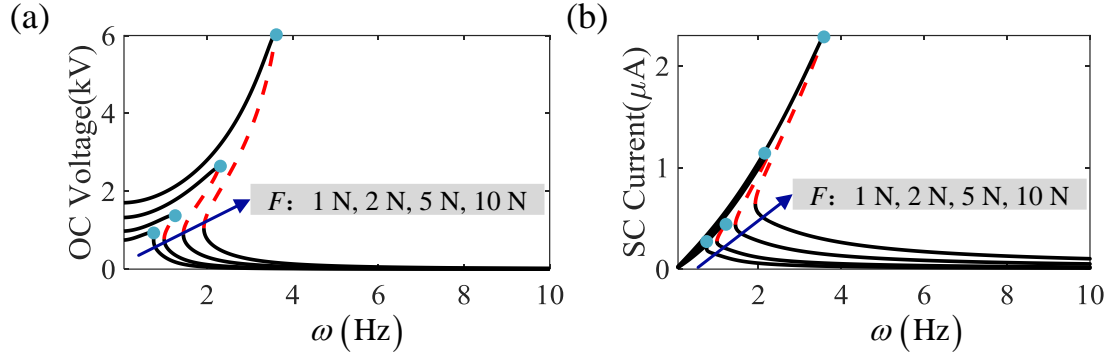 (a)
OC Voltage(kV)
6
4
2
0
F: 1 N, 2 N, 5 N, 10 N
2 4 6 8 10
ω (Hz)
(b)
SC Current(μA)
2
1
0
F: 1 N, 2 N, 5 N, 10 N
2 4 6 8 10
ω (Hz)